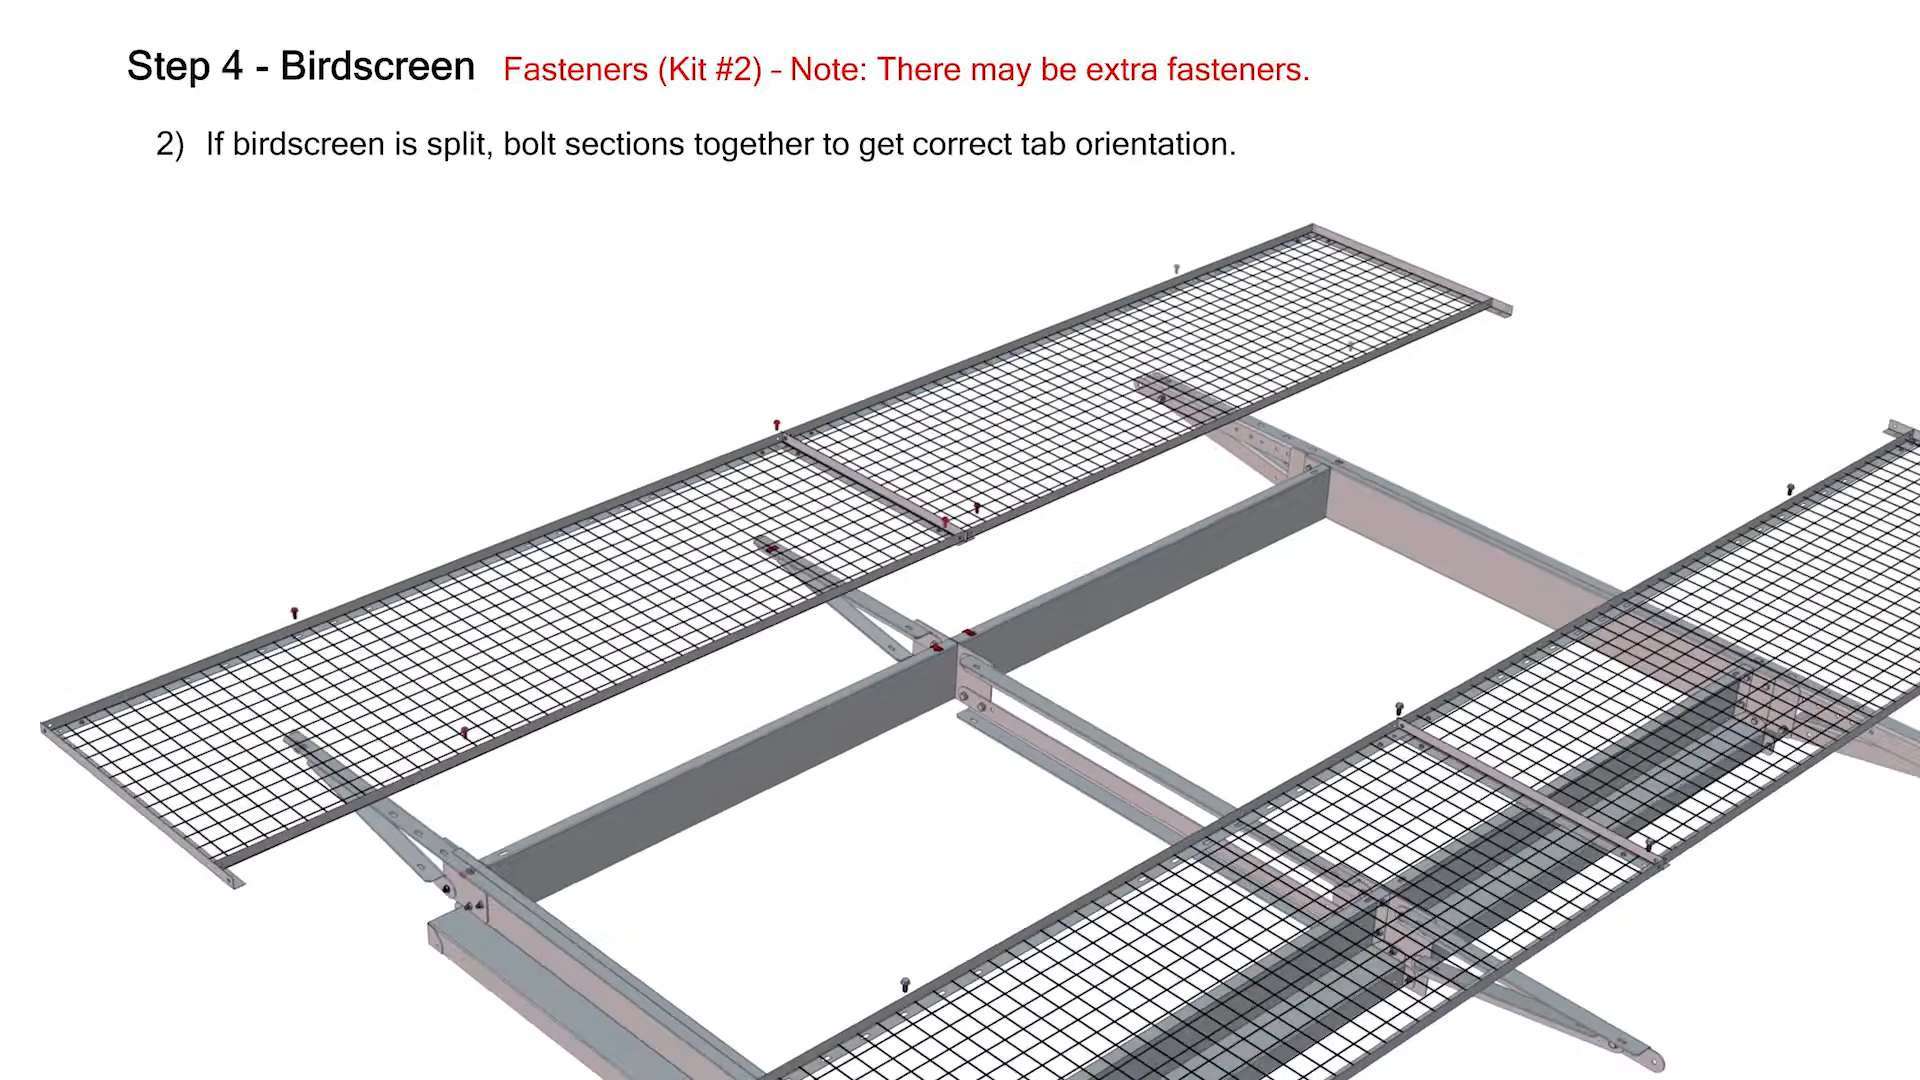 Step 4 - Birdscreen Fasteners (Kit #2) - Note: There may be extra fasteners.
2) If birdscreen is split, bolt sections together to get correct tab orientation.